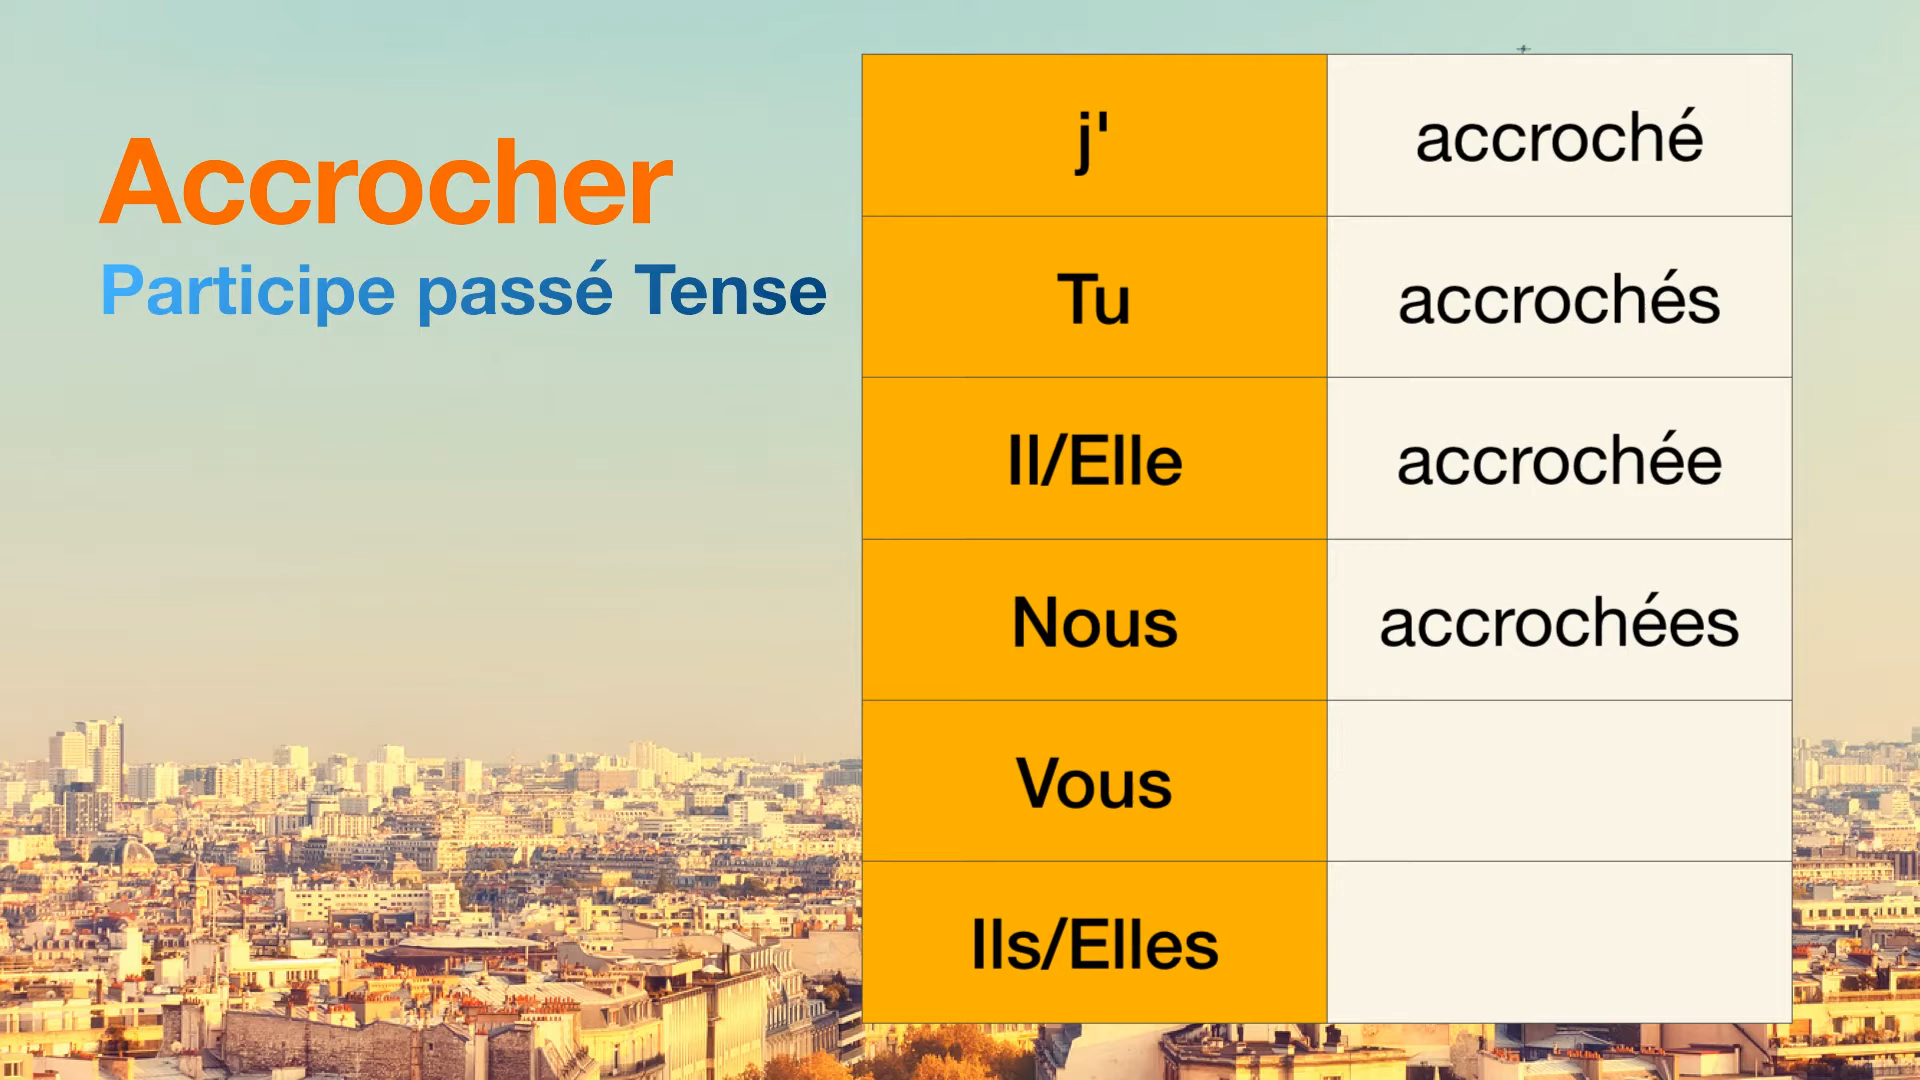 Accrocher
Participe passé Tense
j' accroché
Tu accrochés
Il/Elle accrochée
Nous accrochées
Vous
Ils/Elles